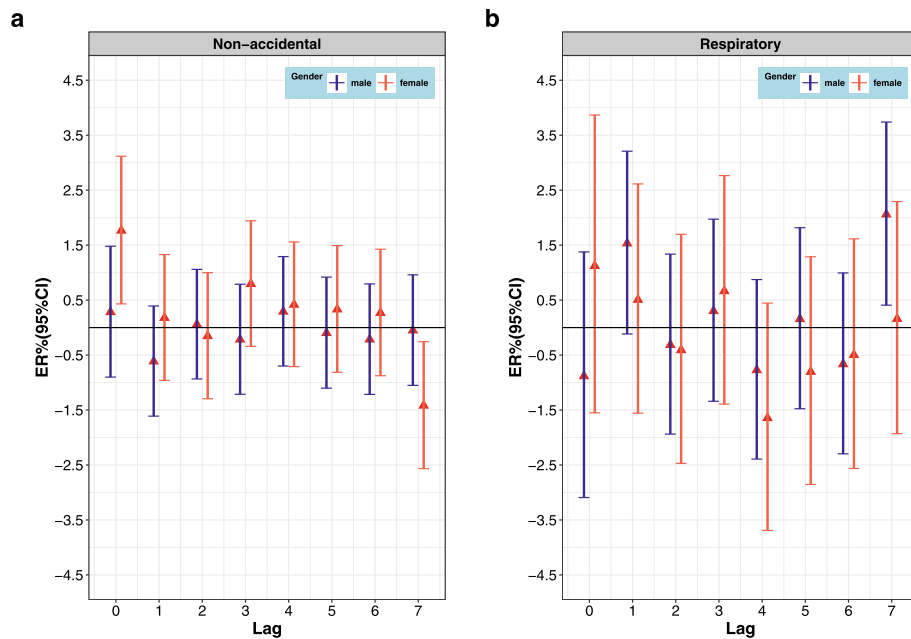 a
Non−accidental
Gender male female
4.5
3.5
2.5
1.5
0.5
−0.5
−1.5
−2.5
−3.5
−4.5
ER%(95%CI)
0 1 2 3 4 5 6 7
Lag
b
Respiratory
Gender male female
4.5
3.5
2.5
1.5
0.5
−0.5
−1.5
−2.5
−3.5
−4.5
ER%(95%CI)
0 1 2 3 4 5 6 7
Lag